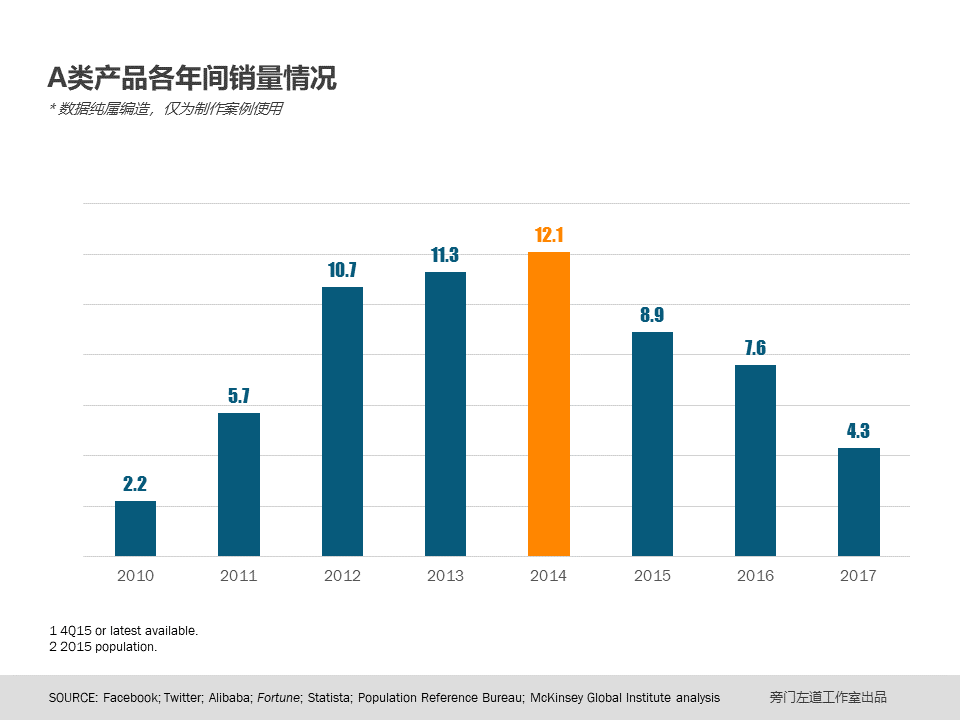 A类产品各年间销量情况
* 数据纯属编造，仅为制作案例使用
12.1
11.3
10.7
8.9
7.6
5.7
4.3
2.2
2010 2011 2012 2013 2014 2015 2016 2017
1 4Q15 or latest available.
2 2015 population.
SOURCE: Facebook; Twitter; Alibaba; Fortune; Statista; Population Reference Bureau; McKinsey Global Institute analysis 旁门左道工作室出品